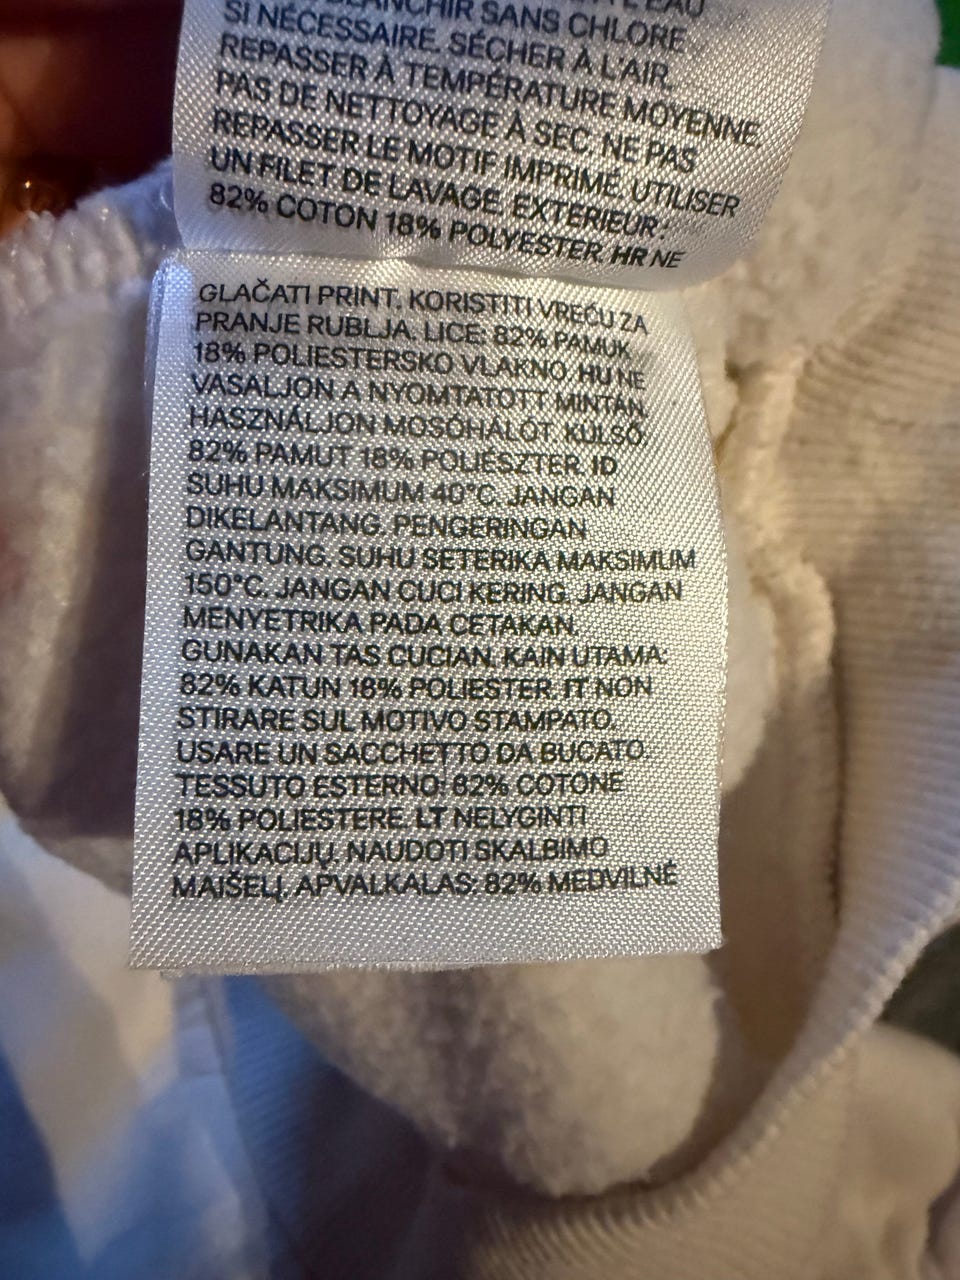 BLANCHIR SANS CHLORE
SI NÉCESSAIRE. SÉCHER À L'AIR,
REPASSER À TEMPÉRATURE MOYENNE,
PAS DE NETTOYAGE À SEC, NE PAS
REPASSER LE MOTIF IMPRIMÉ. UTILISER
UN FILET DE LAVAGE. EXTERIEUR:
82% COTON 18% POLYESTER. HR NE
GLAČATI PRINT. KORISTITI VREĆU ZA
PRANJE RUBLJA. LICE: 82% PAMUK
18% POLIESTERSKO VLAKNO. HU NE
VASALJON A NYOMTATOTT MINTÁN.
HASZNÁLJON MOSÓHÁLÓT. KÜLSŐ:
82% PAMUT 18% POLIÉSZTER. ID
SUHU MAKSIMUM 40°C. JANGAN
DIKELANTANG. PENGERINGAN
GANTUNG. SUHU SETERIKA MAKSIMUM
150°C. JANGAN CUCI KERING. JANGAN
MENYETRIKA PADA CETAKAN.
GUNAKAN TAS CUCIAN. KAIN UTAMA:
82% KATUN 18% POLIESTER. IT NON
STIRARE SUL MOTIVO STAMPATO.
USARE UN SACCHETTO DA BUCATO.
TESSUTO ESTERNO: 82% COTONE
18% POLIESTERE. LT NELYGINTI
APLIKACIJŲ. NAUDOTI SKALBIMO
MAIŠELĮ. APVALKALAS: 82% MEDVILNĖ